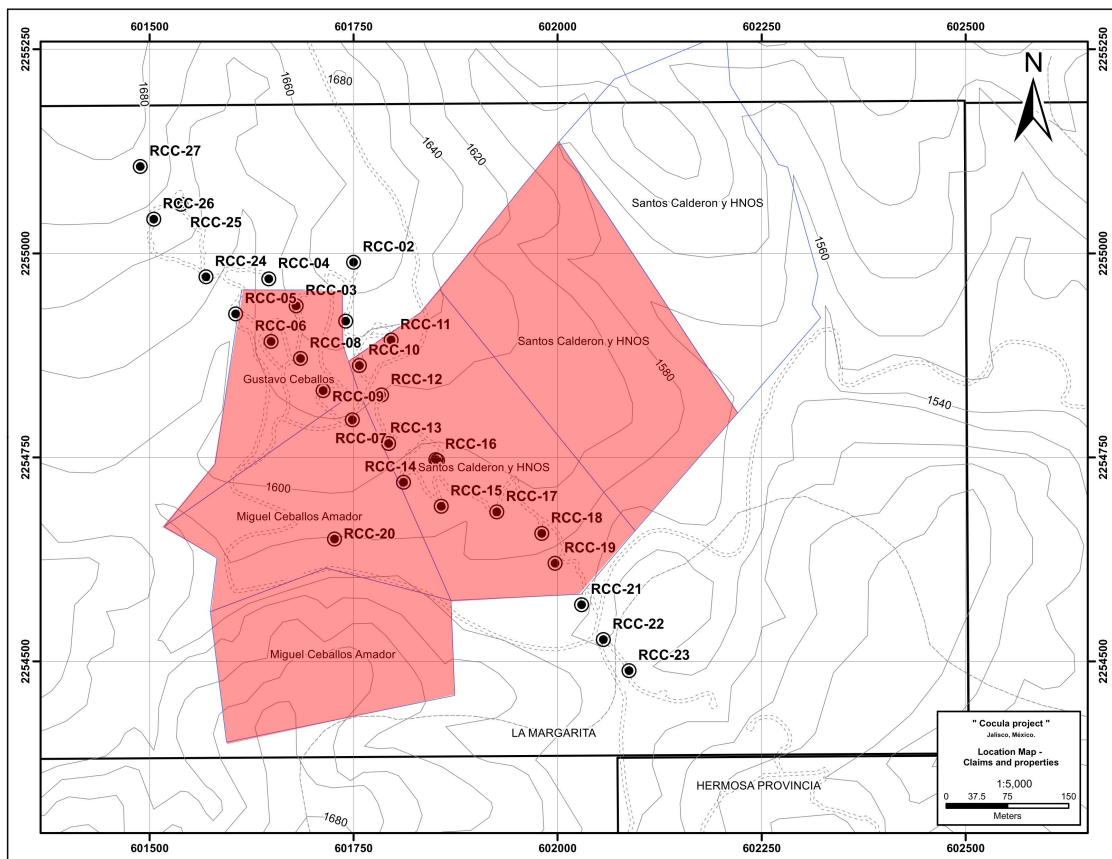 601500
601750
602000
602250
602500
2255250
2255250
N
1680
1660
1680
1640
1620
RCC-27
RCC-26
RCC-25
Santos Calderon y HNOS
1560
2255000
2255000
RCC-24
RCC-04
RCC-02
RCC-03
RCC-05
RCC-06
RCC-11
RCC-08
RCC-10
Santos Calderon y HNOS
Gustavo Ceballos
RCC-12
1580
RCC-09
1540
RCC-07
RCC-13
2254750
2254750
RCC-16
RCC-14
Santos Calderon y HNOS
1600
RCC-15
RCC-17
Miguel Ceballos Amador
RCC-18
RCC-20
RCC-19
RCC-21
RCC-22
2254500
2254500
Miguel Ceballos Amador
RCC-23
LA MARGARITA
HERMOSA PROVINCIA
1680
" Cocula project "
Jalisco, México.
Location Map -
Claims and properties
1:5,000
0 37.5 75 150
Meters
601500
601750
602000
602250
602500